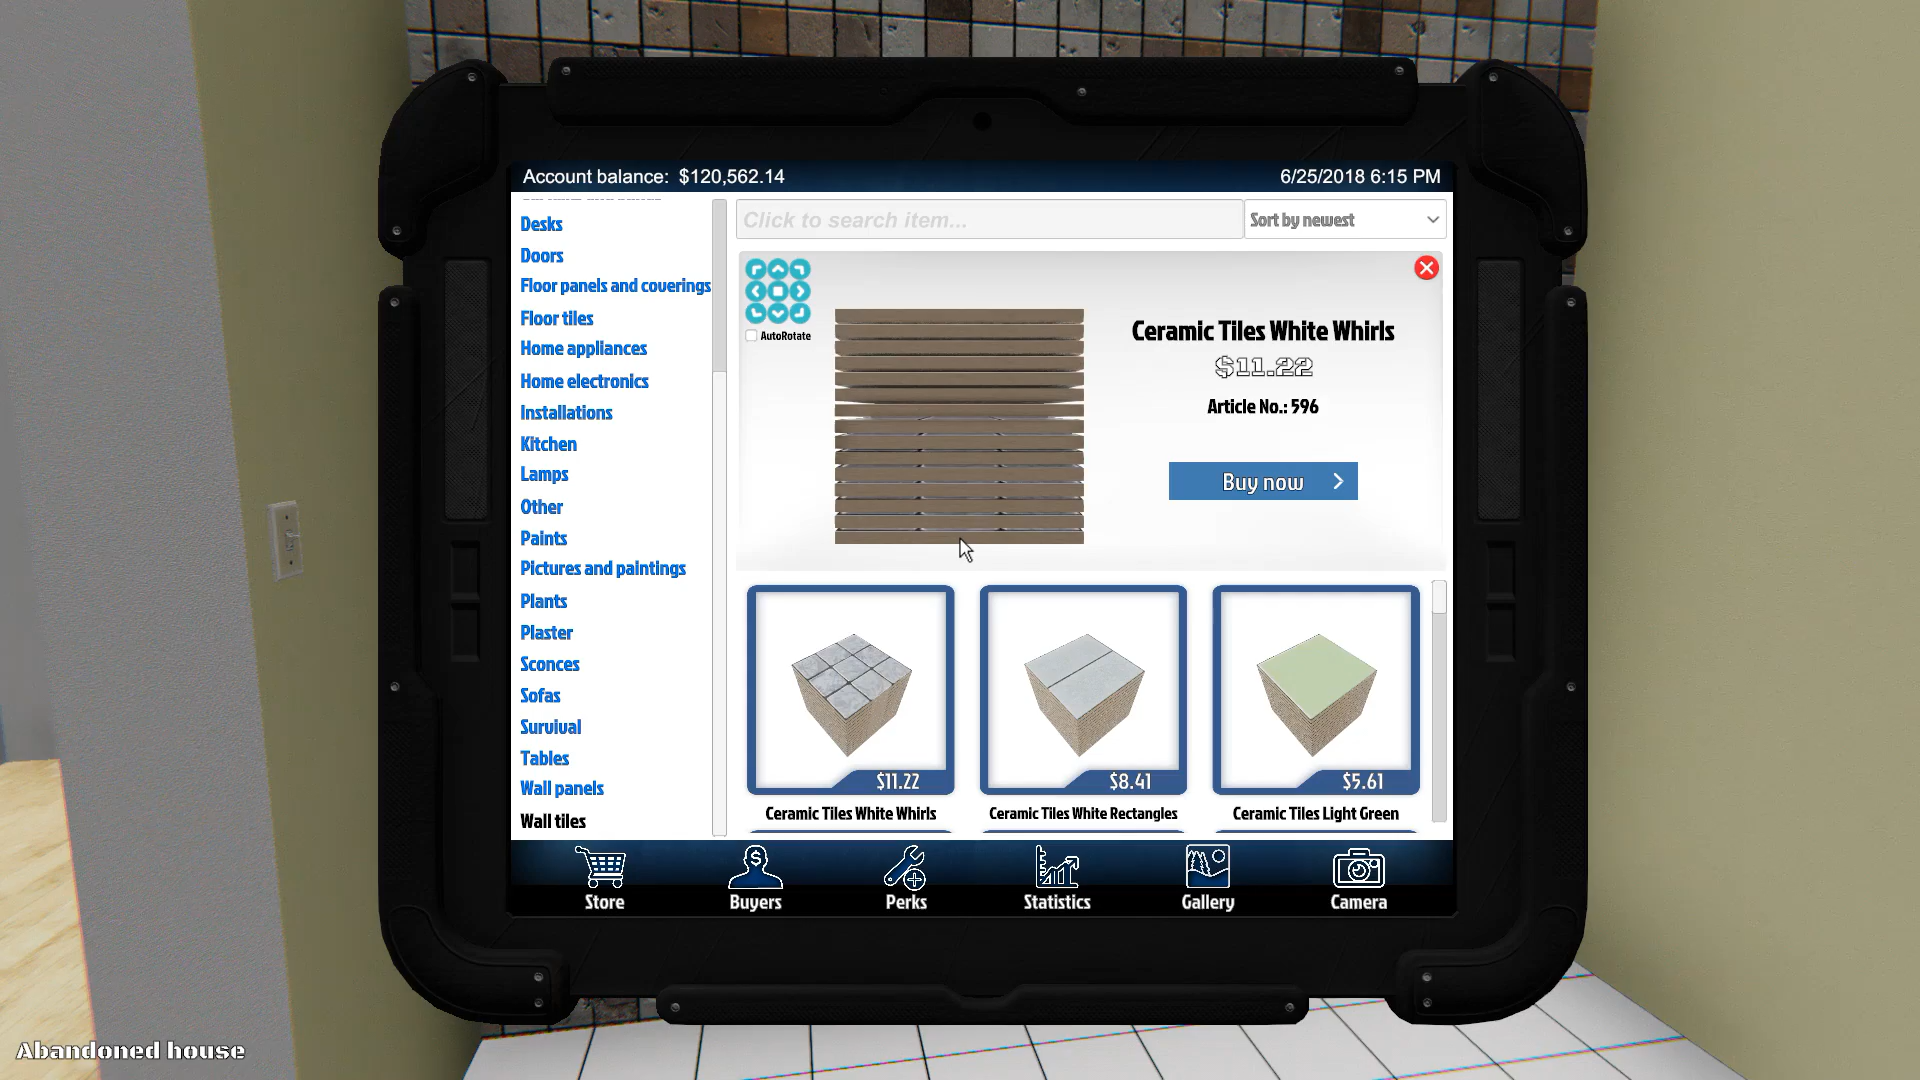 Account balance: $120,562.14
6/25/2018 6:15 PM
Desks
Doors
Floor panels and coverings
Floor tiles
Home appliances
Home electronics
Installations
Kitchen
Lamps
Other
Paints
Pictures and paintings
Plants
Plaster
Sconces
Sofas
Survival
Tables
Wall panels
Wall tiles
Click to search item...
Sort by newest
AutoRotate
Ceramic Tiles White Whirls
$11.22
Article No.: 596
Buy now
$11.22
$8.41
$5.61
Ceramic Tiles White Whirls
Ceramic Tiles White Rectangles
Ceramic Tiles Light Green
Store
Buyers
Perks
Statistics
Gallery
Camera
Abandoned house